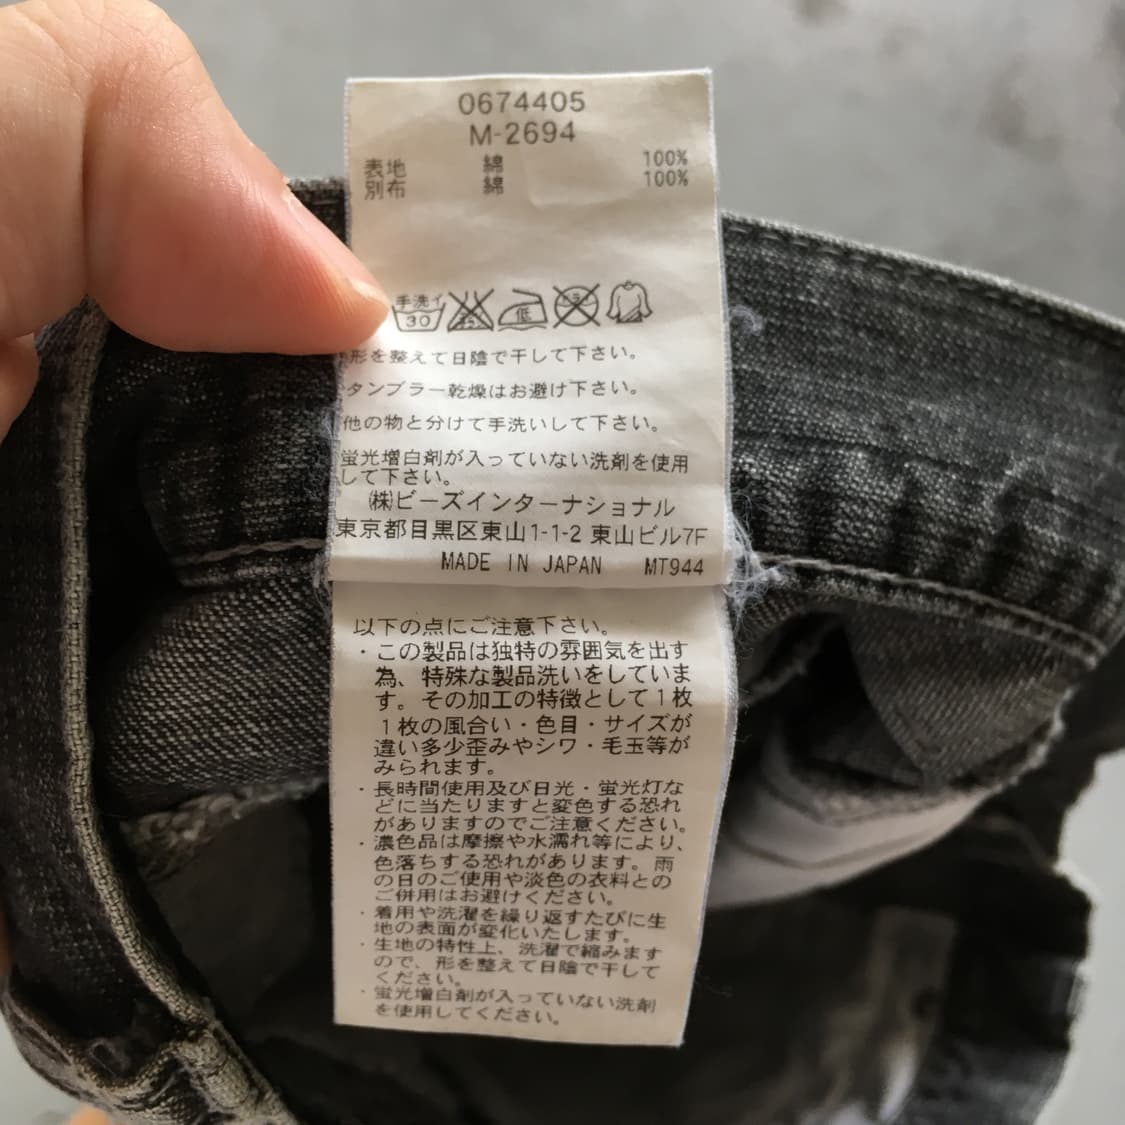 0674405
M-2694
表地 綿 100%
別布 綿 100%
手洗イ 30 低
形を整えて日陰で干して下さい。
タンブラー乾燥はお避け下さい。
他の物と分けて手洗いして下さい。
蛍光増白剤が入っていない洗剤を使用
して下さい。
㈱ビーズインターナショナル
東京都目黒区東山1-1-2 東山ビル7F
MADE IN JAPAN MT944
以下の点にご注意下さい。
・この製品は独特の雰囲気を出す
為、特殊な製品洗いをしていま
す。その加工の特徴として1枚
1枚の風合い・色目・サイズが
違い多少歪みやシワ・毛玉等が
みられます。
・長時間使用及び日光・蛍光灯な
どに当たりますと変色する恐れ
がありますのでご注意ください。
・濃色品は摩擦や水濡れ等により、
色落ちする恐れがあります。雨
の日のご使用や淡色の衣料との
ご併用はお避けください。
・着用や洗濯を繰り返すたびに生
地の表面が変化いたします。
・生地の特性上、洗濯で縮みます
ので、形を整えて日陰で干して
ください。
・蛍光増白剤が入っていない洗剤
を使用してください。